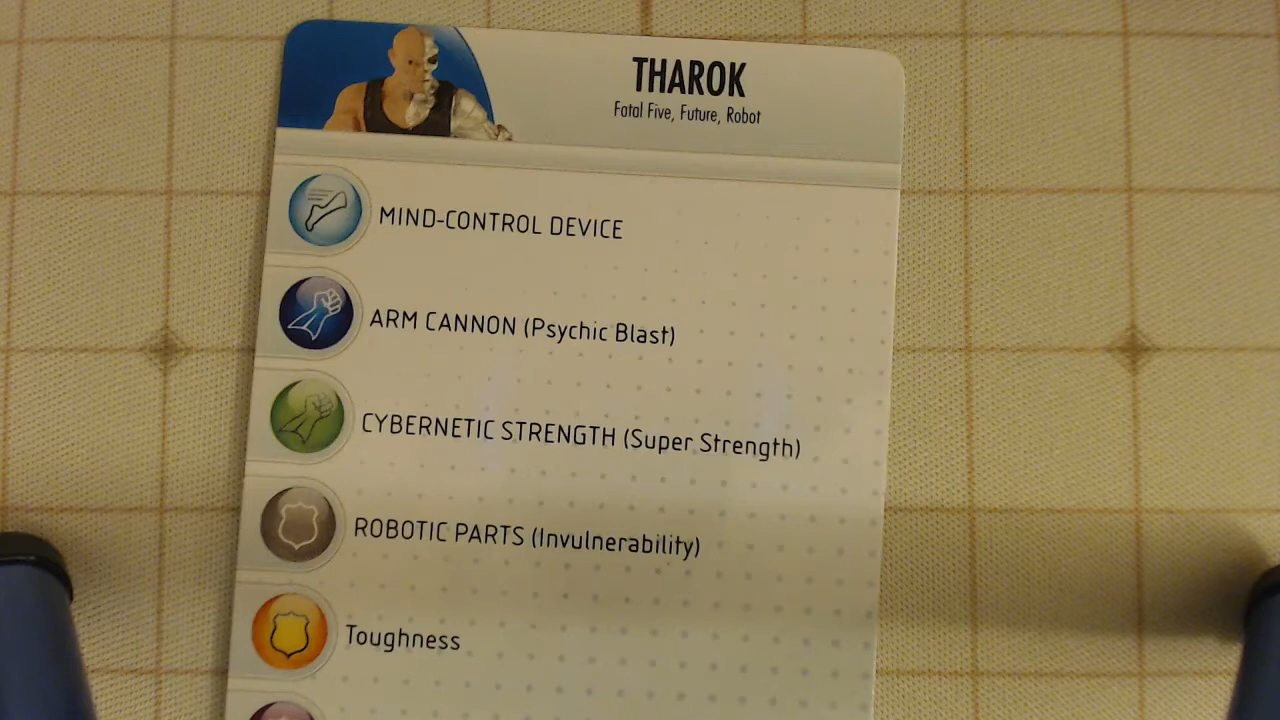 THAROK
Fatal Five, Future, Robot
MIND-CONTROL DEVICE
ARM CANNON (Psychic Blast)
CYBERNETIC STRENGTH (Super Strength)
ROBOTIC PARTS (Invulnerability)
Toughness